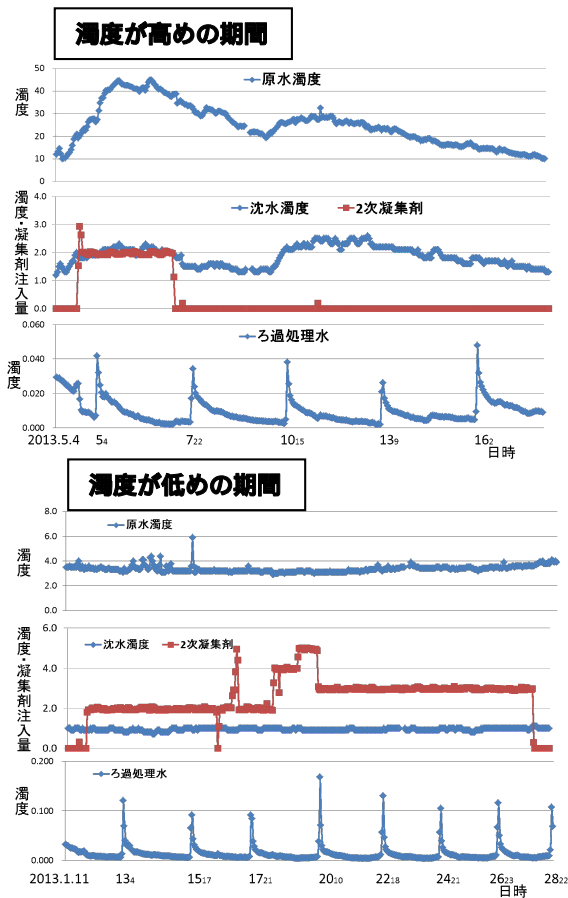 濁度が高めの期間
濁度
50
40
30
20
10
0
原水濁度
濁度・凝集剤注入量
4.0
3.0
2.0
1.0
0.0
沈水濁度 2次凝集剤
濁度
0.060
0.040
0.020
0.000
ろ過処理水
2013.5.4 54 722 1015 139 162
日時
濁度が低めの期間
濁度
8.0
6.0
4.0
2.0
0.0
原水濁度
濁度・凝集剤注入量
6.0
4.0
2.0
0.0
沈水濁度 2次凝集剤
濁度
0.200
0.100
0.000
ろ過処理水
2013.1.11 134 1517 1721 2010 2218 2421 2623 2822
日時